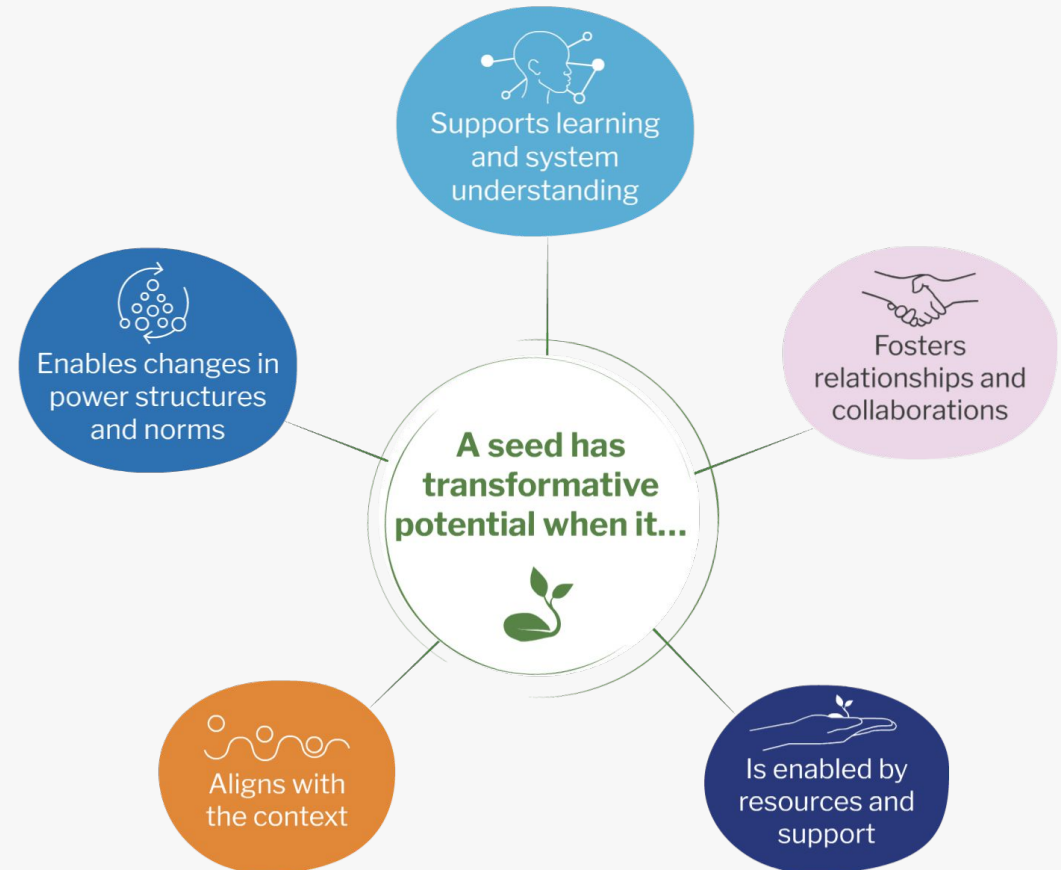 Supports learning
and system
understanding
Enables changes in
power structures
and norms
Fosters
relationships and
collaborations
A seed has
transformative
potential when it...
Aligns with
the context
Is enabled by
resources and
support